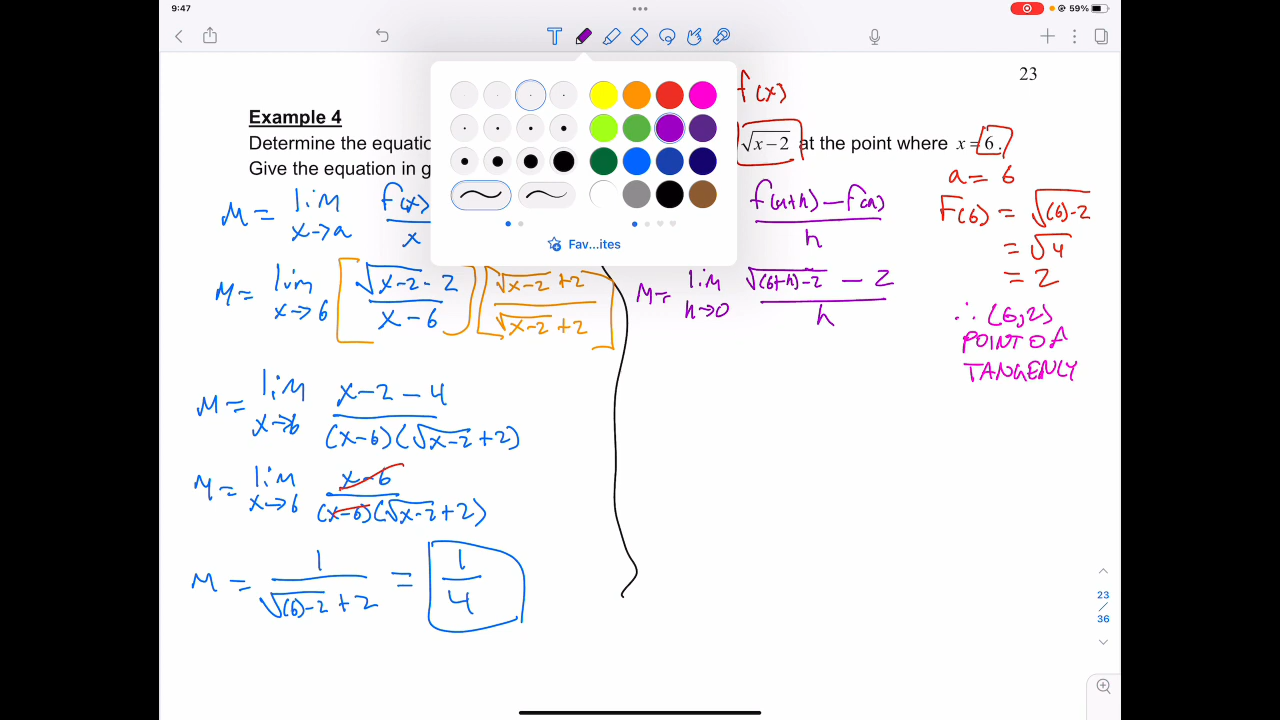 9:47
59%
23
f(x)
Example 4
Determine the equatio
√x−2 at the point where x = 6.
Give the equation in g
a = 6
M = lim x→a f(x) x
f(a+h) − f(a) h
F(6) = √(6)-2
= √4
= 2
M = lim x→6 [√x-2 - 2 / x-6] [√x-2 +2 / √x-2 +2]
M = lim h→0 √(6+h)-2 − 2 / h
∴ (6,2)
POINT OF
TANGENCY
M = lim x→6 x-2-4 / (x-6)(√x-2 +2)
M = lim x→6 x-6 / (x-6)(√x-2 +2)
M = 1 / √(6)-2 +2 = 1/4
Fav...ites
T
23
/
36